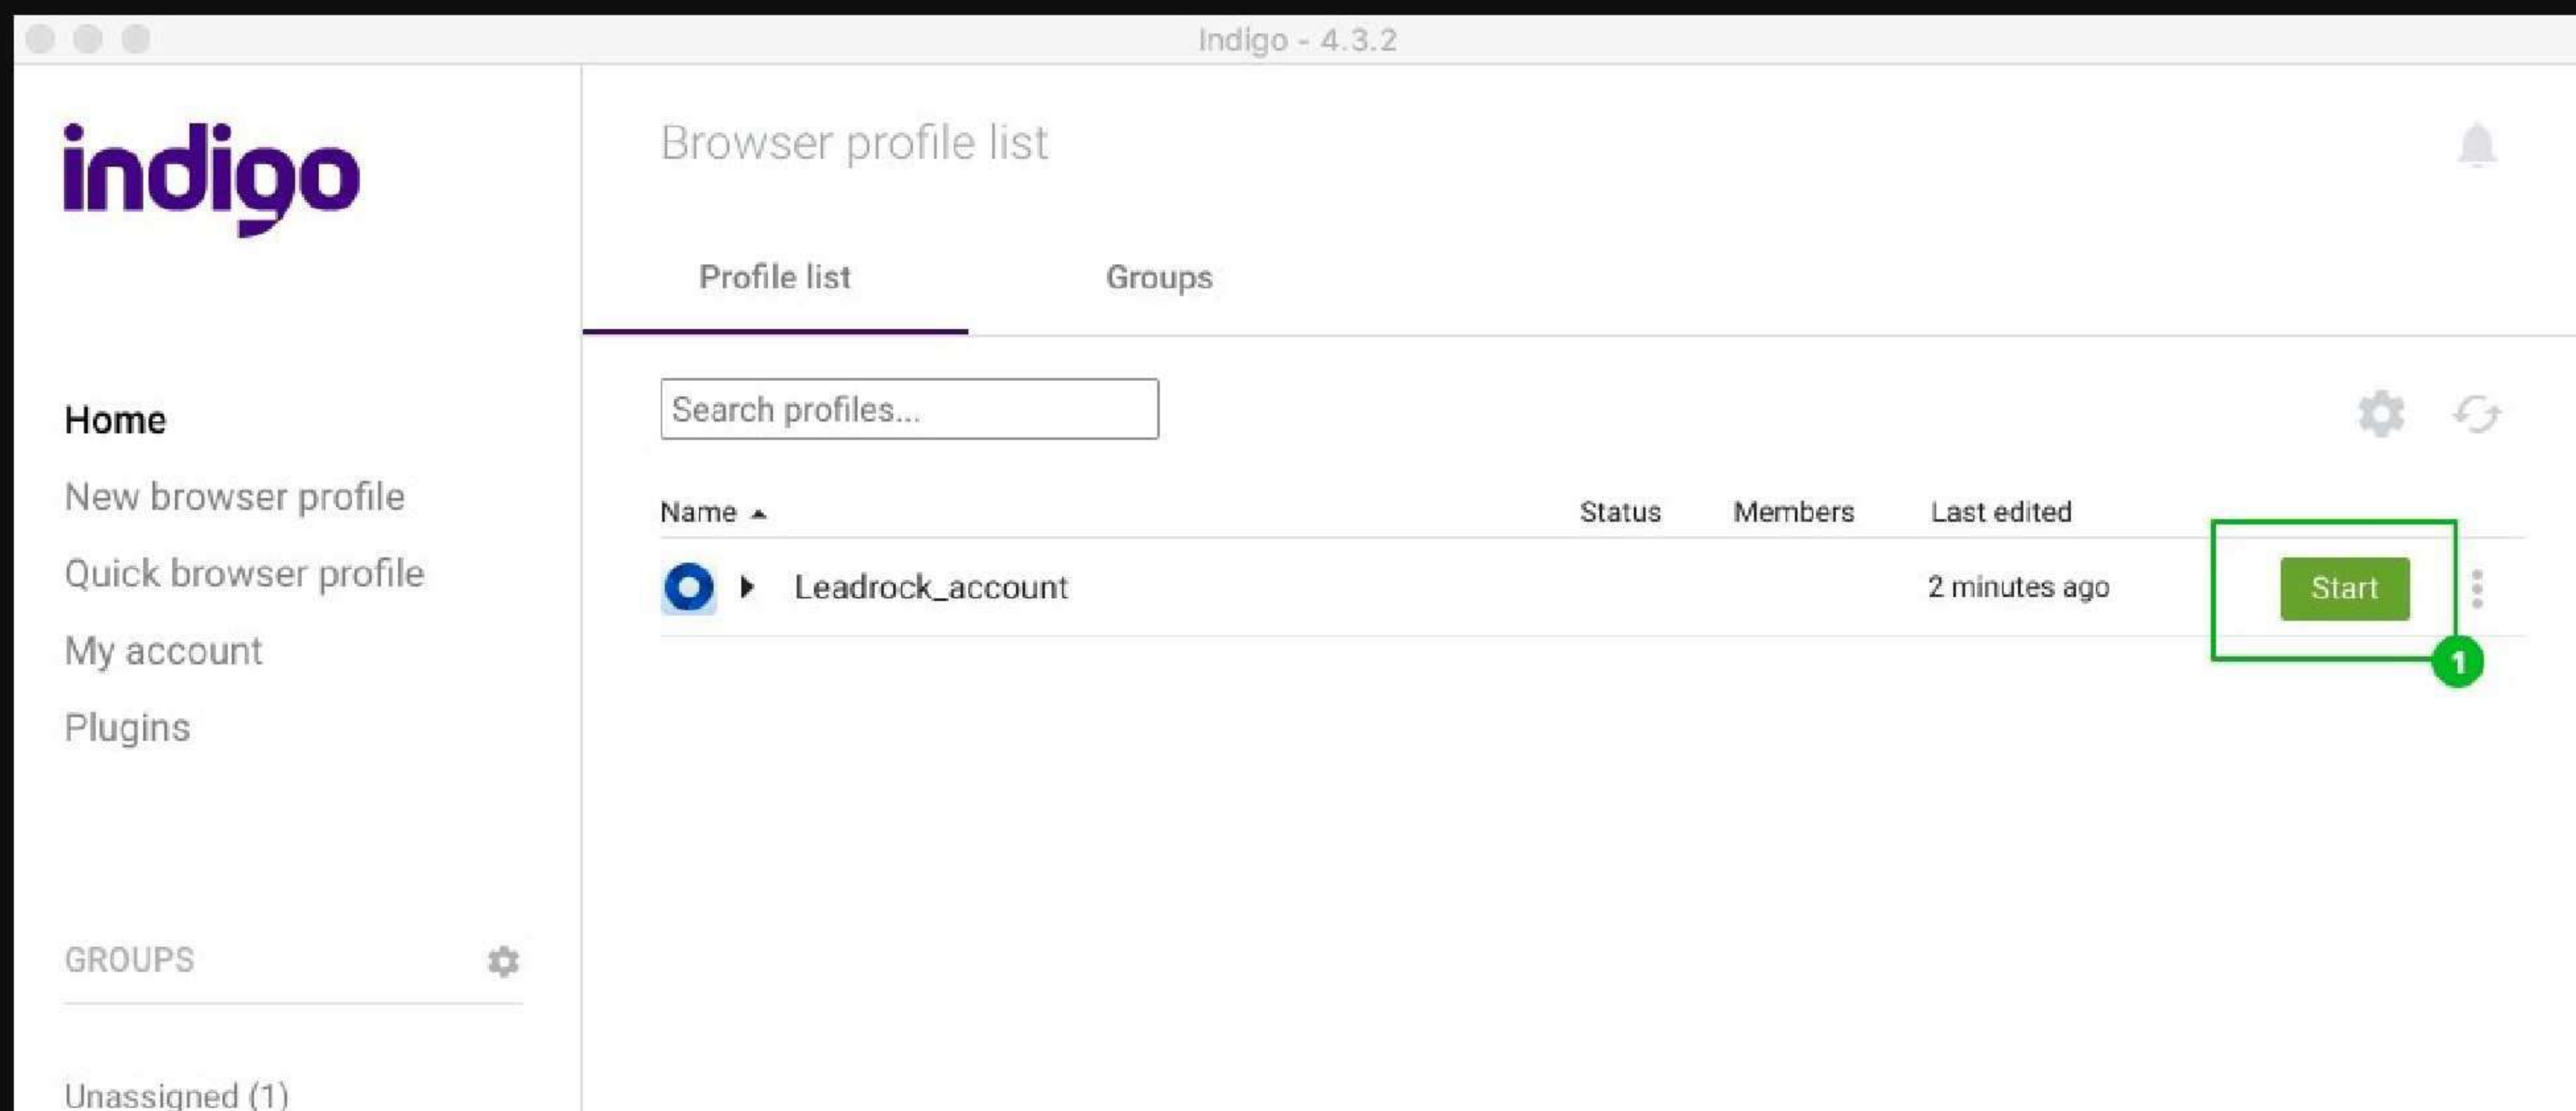 Indigo - 4.3.2
indigo
Home
New browser profile
Quick browser profile
My account
Plugins
GROUPS
Unassigned (1)
Browser profile list
Profile list Groups
Search profiles...
Name Status Members Last edited
Leadrock_account 2 minutes ago Start
1